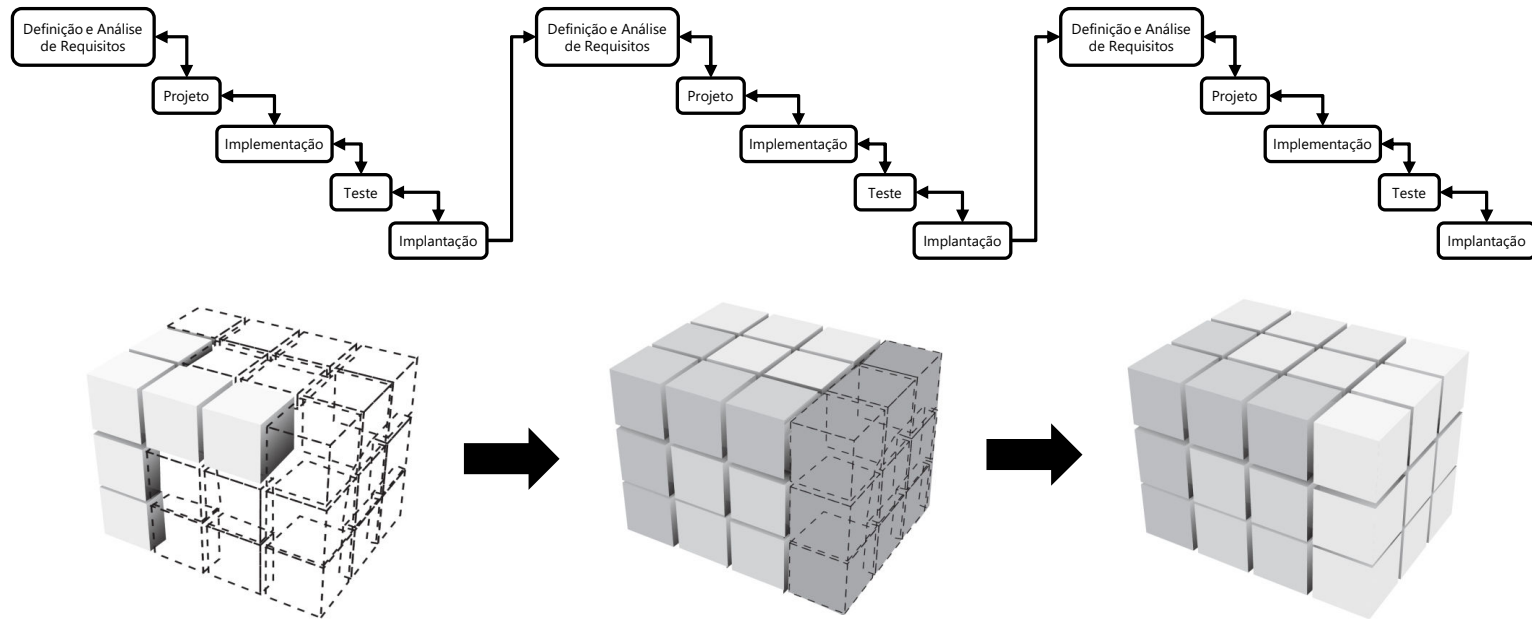 Definição e Análise
de Requisitos
Projeto
Implementação
Teste
Implantação
Definição e Análise
de Requisitos
Projeto
Implementação
Teste
Implantação
Definição e Análise
de Requisitos
Projeto
Implementação
Teste
Implantação